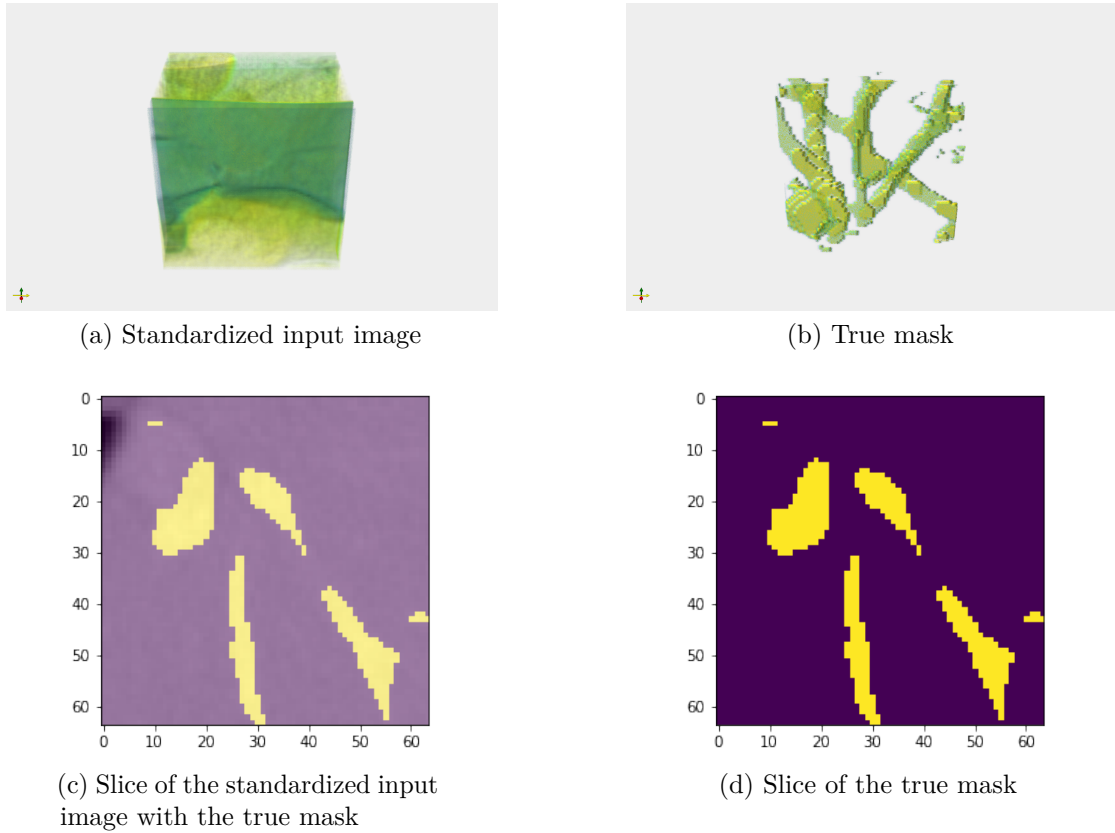 (a) Standardized input image
(b) True mask
0
10
20
30
40
50
60
0 10 20 30 40 50 60
0
10
20
30
40
50
60
0 10 20 30 40 50 60
(c) Slice of the standardized input
image with the true mask
(d) Slice of the true mask